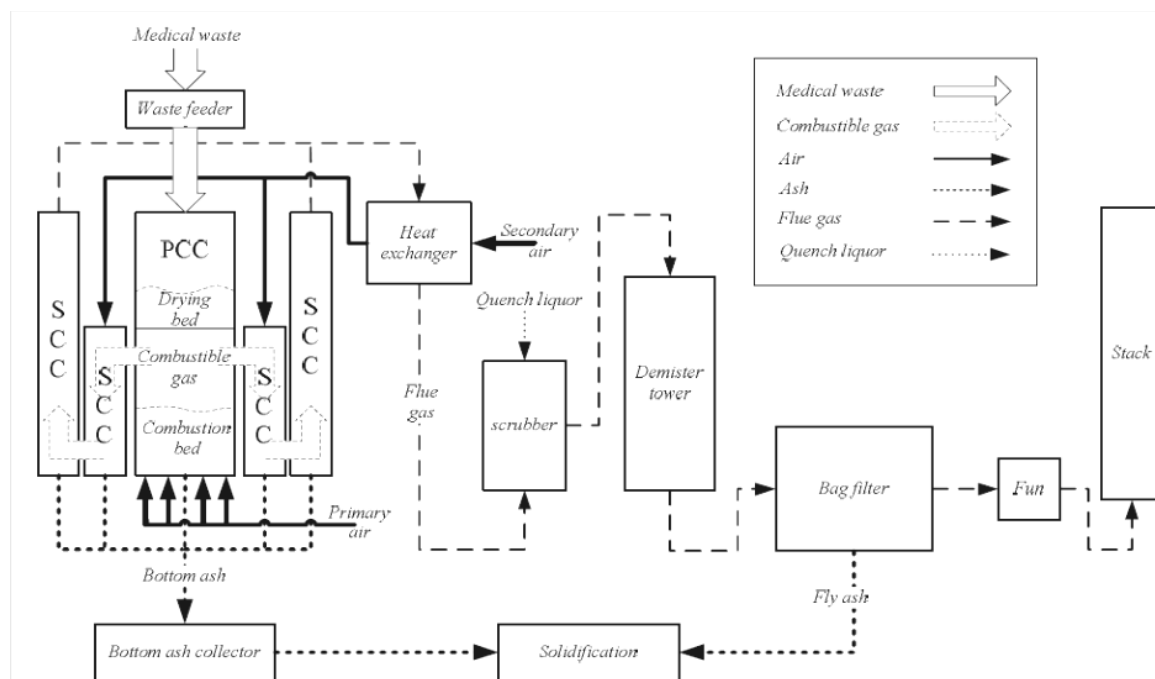 Medical waste
Waste feeder
PCC
Drying
bed
Combustible
gas
Combustion
bed
S
C
C
S
C
C
S
C
C
S
C
C
Heat
exchanger
Secondary
air
Primary
air
Flue
gas
Quench liquor
scrubber
Demister
tower
Bag filter
Fun
Stack
Bottom ash
Fly ash
Bottom ash collector
Solidification
Medical waste
Combustible gas
Air
Ash
Flue gas
Quench liquor